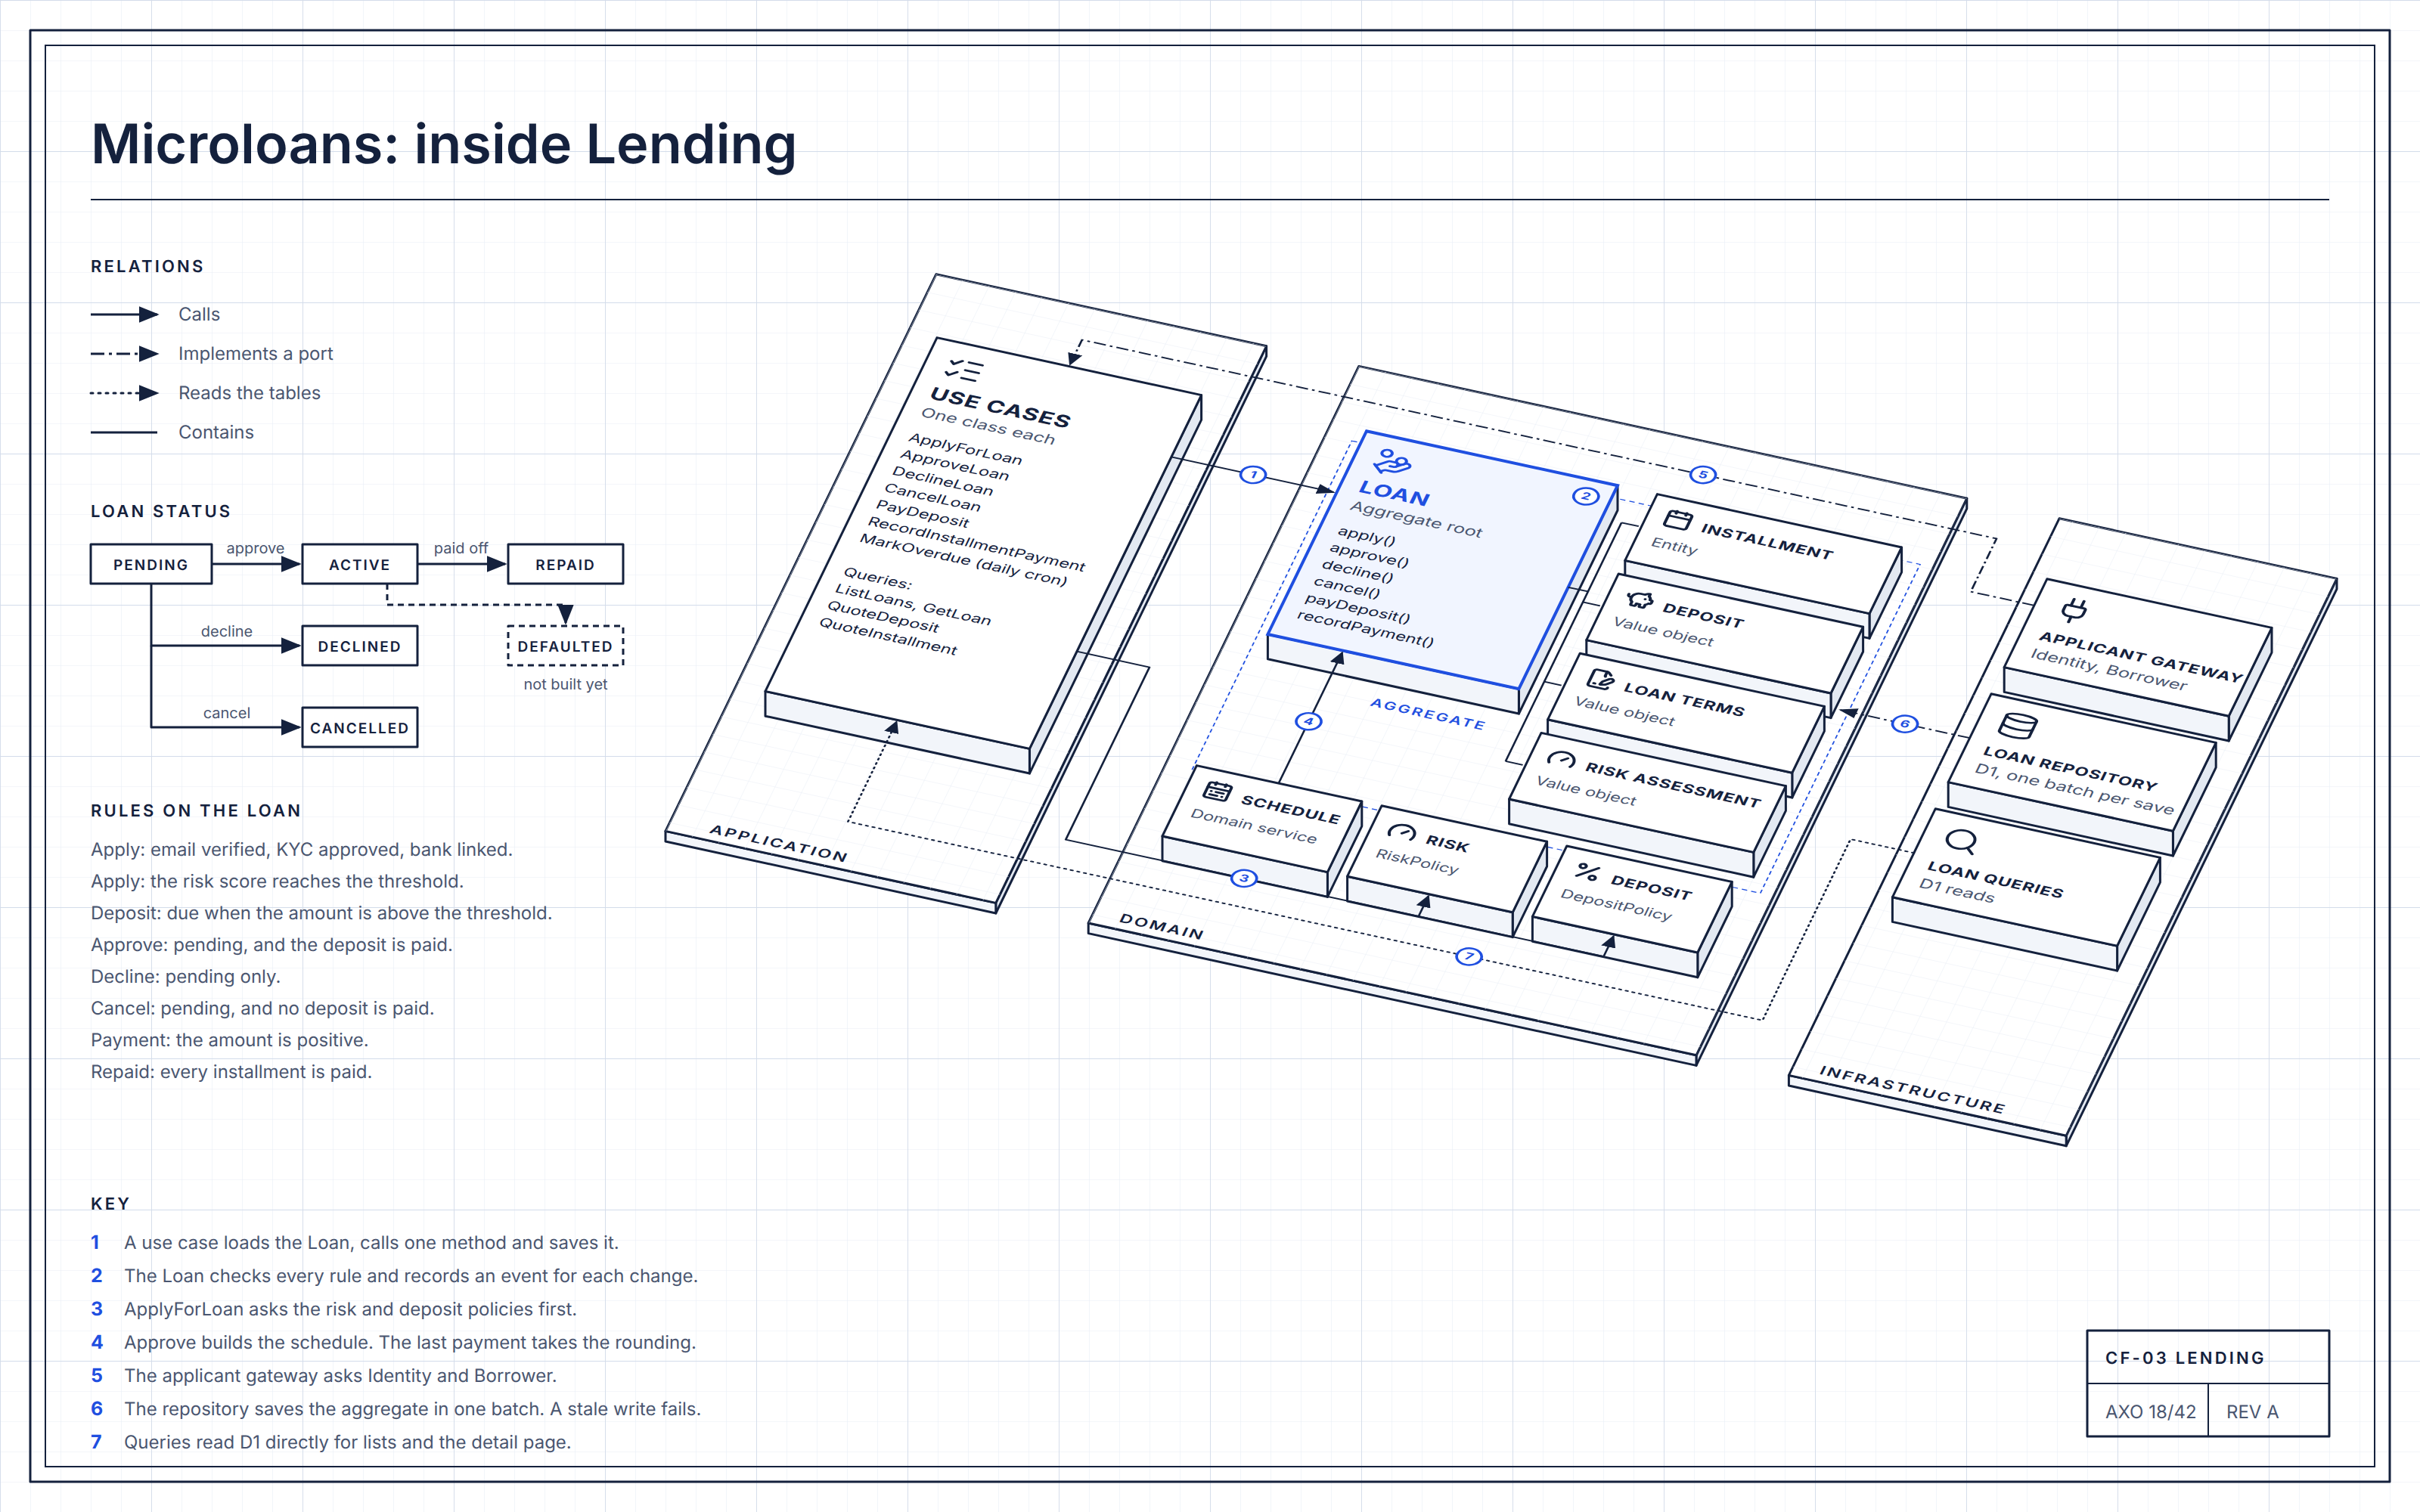 Microloans: inside Lending
RELATIONS
Calls
Implements a port
Reads the tables
Contains
LOAN STATUS
PENDING
approve
ACTIVE
paid off
REPAID
decline
DECLINED
DEFAULTED
not built yet
cancel
CANCELLED
RULES ON THE LOAN
Apply: email verified, KYC approved, bank linked.
Apply: the risk score reaches the threshold.
Deposit: due when the amount is above the threshold.
Approve: pending, and the deposit is paid.
Decline: pending only.
Cancel: pending, and no deposit is paid.
Payment: the amount is positive.
Repaid: every installment is paid.
KEY
1 A use case loads the Loan, calls one method and saves it.
2 The Loan checks every rule and records an event for each change.
3 ApplyForLoan asks the risk and deposit policies first.
4 Approve builds the schedule. The last payment takes the rounding.
5 The applicant gateway asks Identity and Borrower.
6 The repository saves the aggregate in one batch. A stale write fails.
7 Queries read D1 directly for lists and the detail page.
USE CASES
One class each
ApplyForLoan
ApproveLoan
DeclineLoan
CancelLoan
PayDeposit
RecordInstallmentPayment
MarkOverdue (daily cron)
Queries:
ListLoans, GetLoan
QuoteDeposit
QuoteInstallment
APPLICATION
1
LOAN
2
Aggregate root
apply()
approve()
decline()
cancel()
payDeposit()
recordPayment()
AGGREGATE
4
5
INSTALLMENT
Entity
DEPOSIT
Value object
LOAN TERMS
Value object
RISK ASSESSMENT
Value object
SCHEDULE
Domain service
3
RISK
RiskPolicy
DEPOSIT
DepositPolicy
7
DOMAIN
6
APPLICANT GATEWAY
Identity, Borrower
LOAN REPOSITORY
D1, one batch per save
LOAN QUERIES
D1 reads
INFRASTRUCTURE
CF-03 LENDING
AXO 18/42
REV A